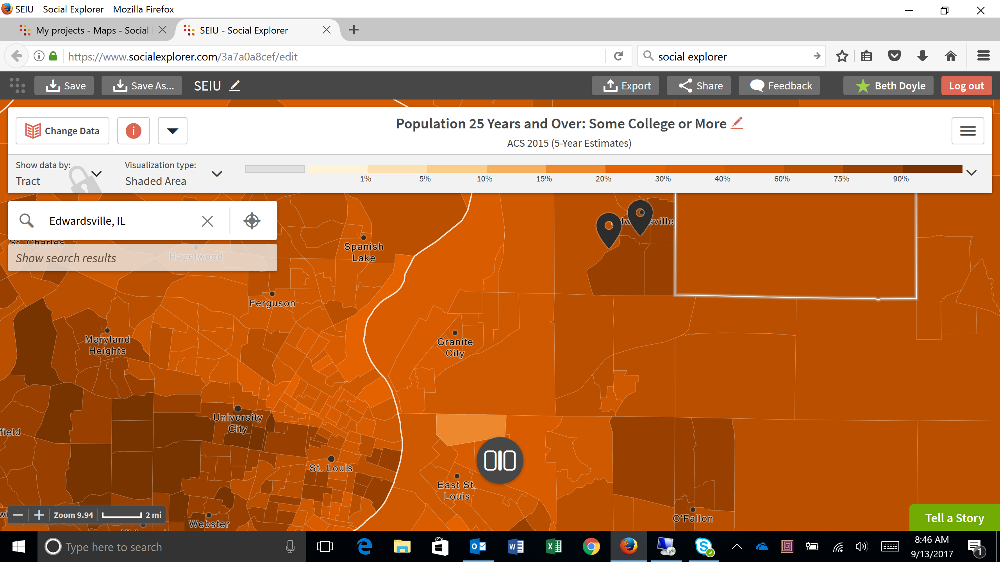 SEIU - Social Explorer - Mozilla Firefox
My projects - Maps - Social
SEIU - Social Explorer
https://www.socialexplorer.com/3a7a0a8cef/edit
social explorer
Save
Save As...
SEIU
Export
Share
Feedback
Beth Doyle
Log out
Change Data
Population 25 Years and Over: Some College or More
ACS 2015 (5-Year Estimates)
Show data by:
Tract
Visualization type:
Shaded Area
1% 5% 10% 15% 20% 30% 40% 60% 75% 90%
Edwardsville, IL
Show search results
St. Charles
Hazelwood
Spanish
Lake
Ferguson
Maryland
Heights
Granite
City
University
City
field
St. Louis
East St.
Louis
Webster
O'Fallon
Zoom 9.94
2 mi
Tell a Story
Type here to search
8:46 AM
9/13/2017
1